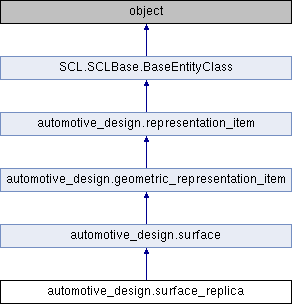 object
SCL.SCLBase.BaseEntityClass
automotive_design.representation_item
automotive_design.geometric_representation_item
automotive_design.surface
automotive_design.surface_replica